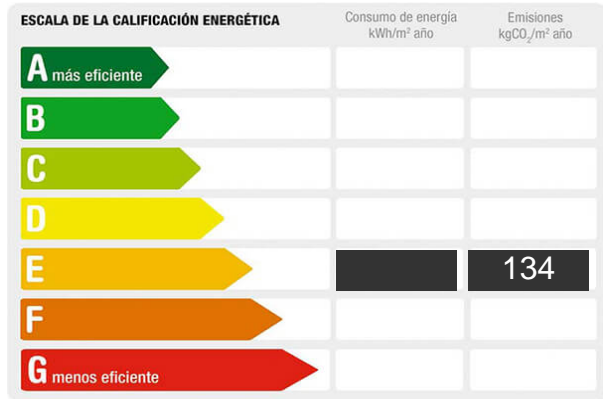 ESCALA DE LA CALIFICACIÓN ENERGÉTICA
Consumo de energía
kWh/m² año
Emisiones
kgCO₂/m² año
A más eficiente
B
C
D
E
134
F
G menos eficiente